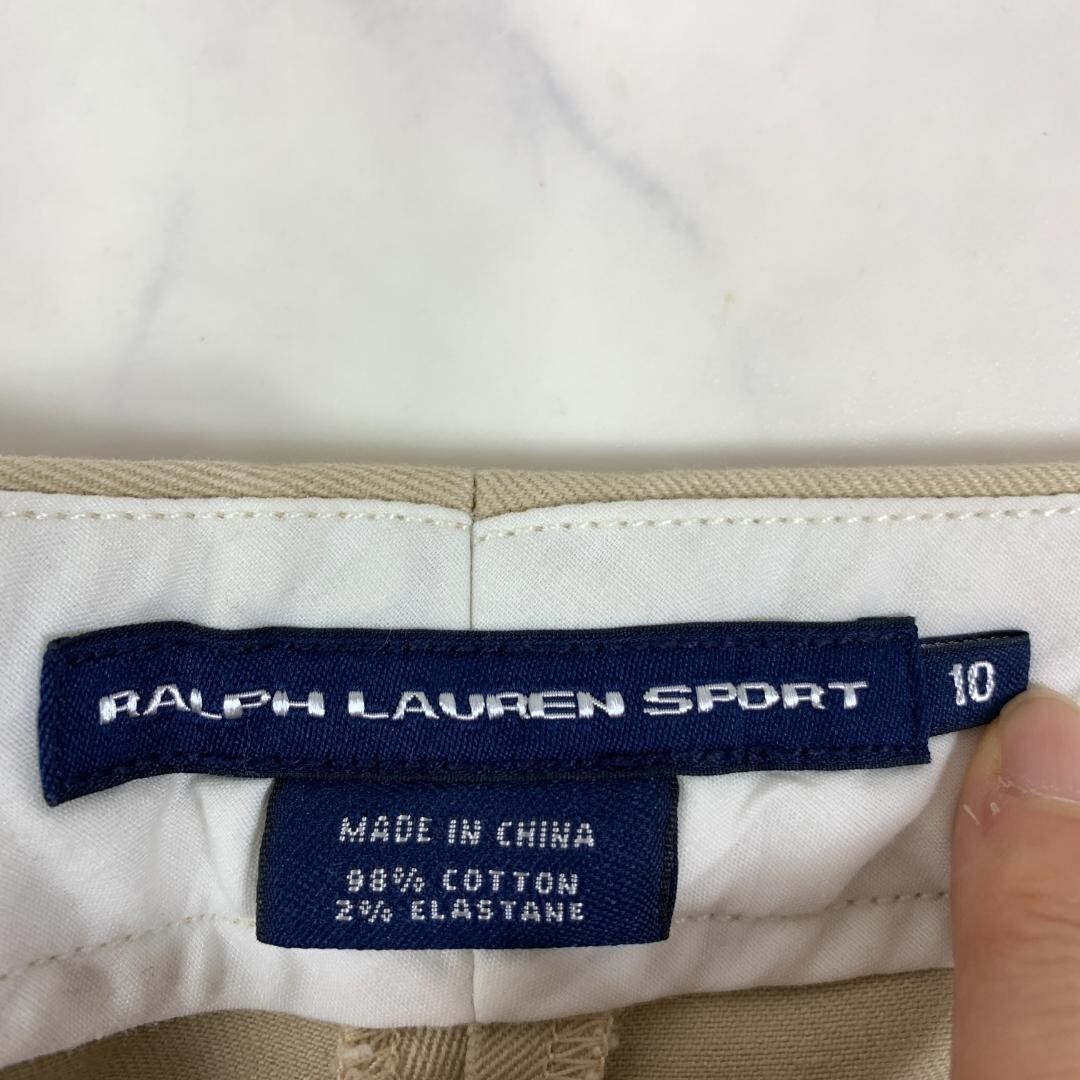 RALPH LAUREN SPORT
10
MADE IN CHINA
98% COTTON
2% ELASTANE